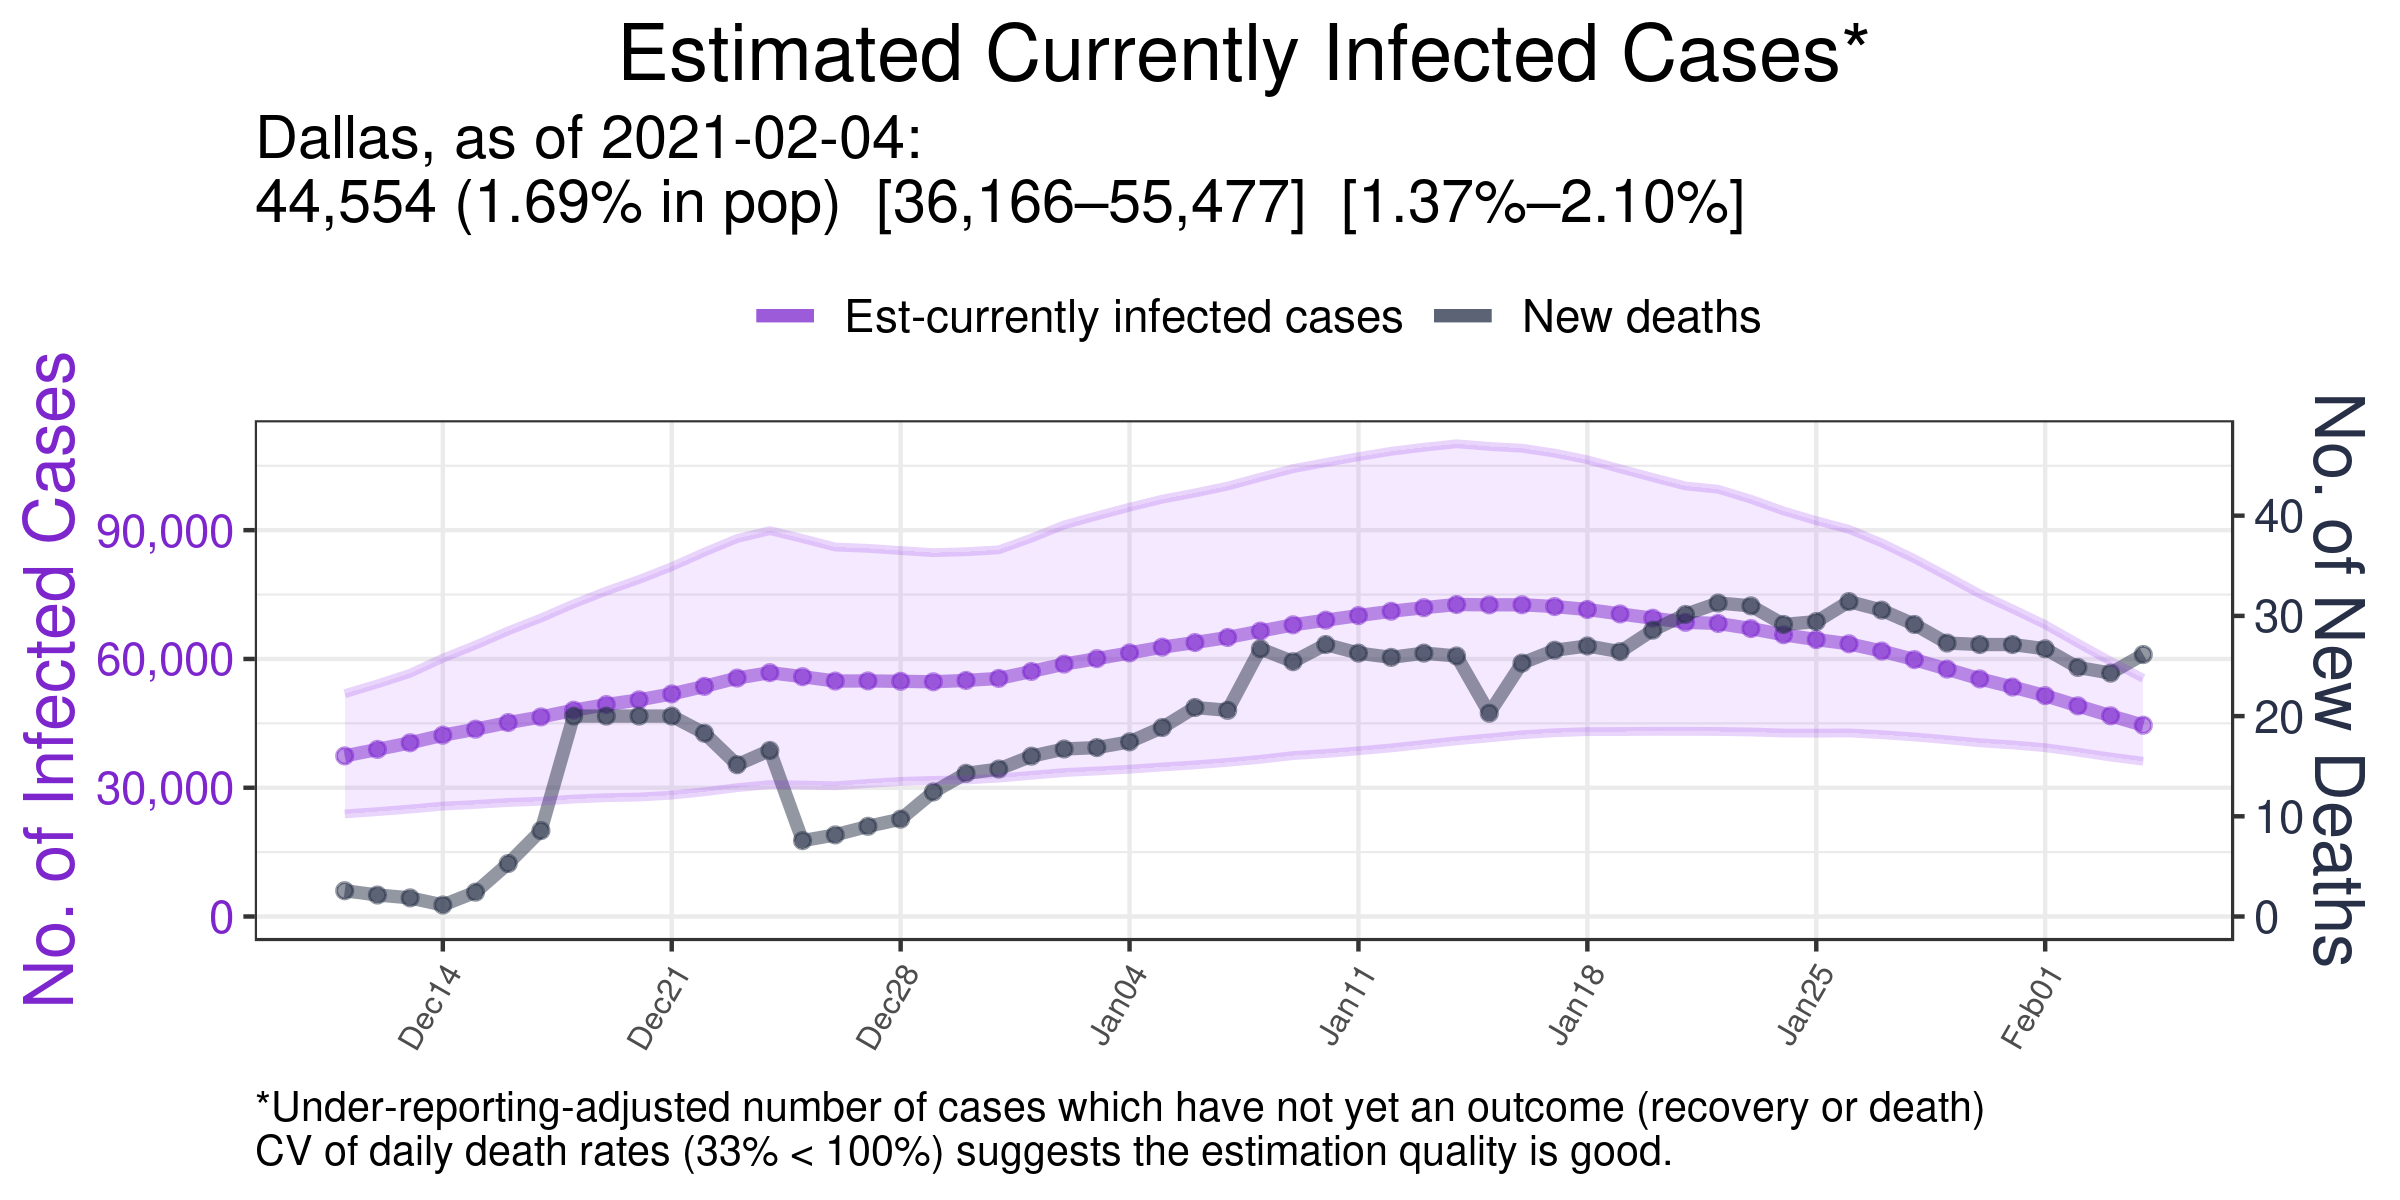 Estimated Currently Infected Cases*
Dallas, as of 2021-02-04:
44,554 (1.69% in pop)  [36,166–55,477]  [1.37%–2.10%]
Est-currently infected cases
New deaths
No. of Infected Cases
90,000
60,000
30,000
0
40
30
20
10
0
No. of New Deaths
Dec14
Dec21
Dec28
Jan04
Jan11
Jan18
Jan25
Feb01
*Under-reporting-adjusted number of cases which have not yet an outcome (recovery or death)
CV of daily death rates (33% < 100%) suggests the estimation quality is good.